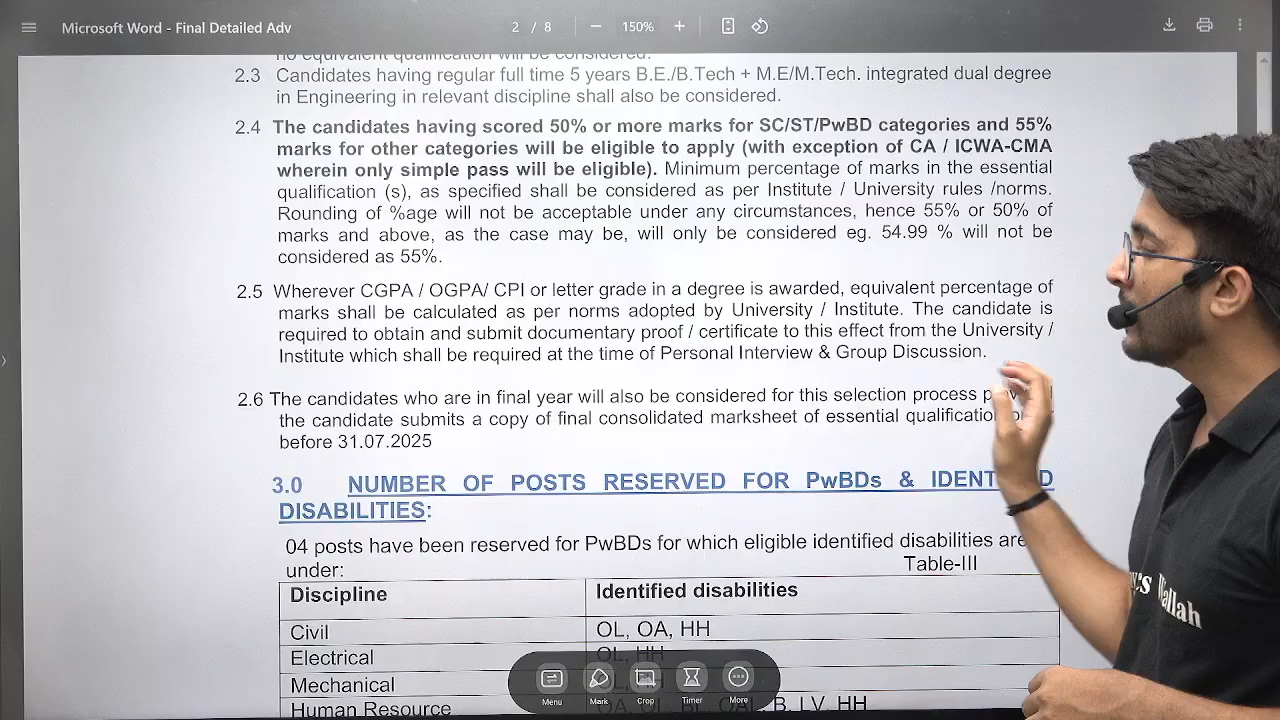 Microsoft Word - Final Detailed Adv
2 / 8
150%
no equivalent qualification will be considered.
2.3 Candidates having regular full time 5 years B.E./B.Tech + M.E/M.Tech. integrated dual degree
in Engineering in relevant discipline shall also be considered.
2.4 The candidates having scored 50% or more marks for SC/ST/PwBD categories and 55%
marks for other categories will be eligible to apply (with exception of CA / ICWA-CMA
wherein only simple pass will be eligible). Minimum percentage of marks in the essential
qualification (s), as specified shall be considered as per Institute / University rules /norms.
Rounding of %age will not be acceptable under any circumstances, hence 55% or 50% of
marks and above, as the case may be, will only be considered eg. 54.99 % will not be
considered as 55%.
2.5 Wherever CGPA / OGPA/ CPI or letter grade in a degree is awarded, equivalent percentage of
marks shall be calculated as per norms adopted by University / Institute. The candidate is
required to obtain and submit documentary proof / certificate to this effect from the University /
Institute which shall be required at the time of Personal Interview & Group Discussion.
2.6 The candidates who are in final year will also be considered for this selection process
the candidate submits a copy of final consolidated marksheet of essential
before 31.07.2025
3.0 NUMBER OF POSTS RESERVED FOR PwBDs &
DISABILITIES:
04 posts have been reserved for PwBDs for which eligible identified disabilities are
under:
Table-III
Discipline Identified disabilities
Civil OL, OA, HH
Electrical OL, HH
Mechanical
Human Resource B, LV, HH
Menu Mark Crop Timer More
Wallah